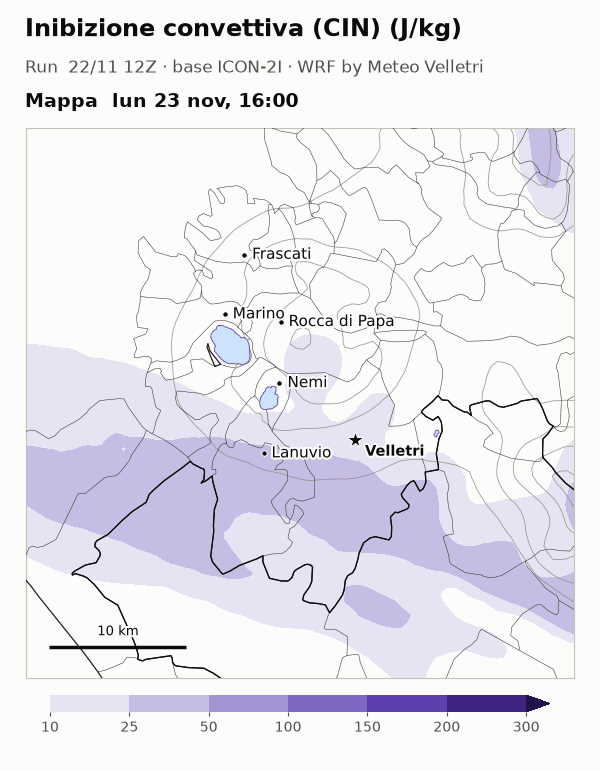 Inibizione convettiva (CIN) (J/kg)
Run  22/11 12Z · base ICON-2I · WRF by Meteo Velletri
Mappa  lun 23 nov, 16:00
Frascati
Marino
Rocca di Papa
Nemi
Velletri
Lanuvio
10 km
10 25 50 100 150 200 300